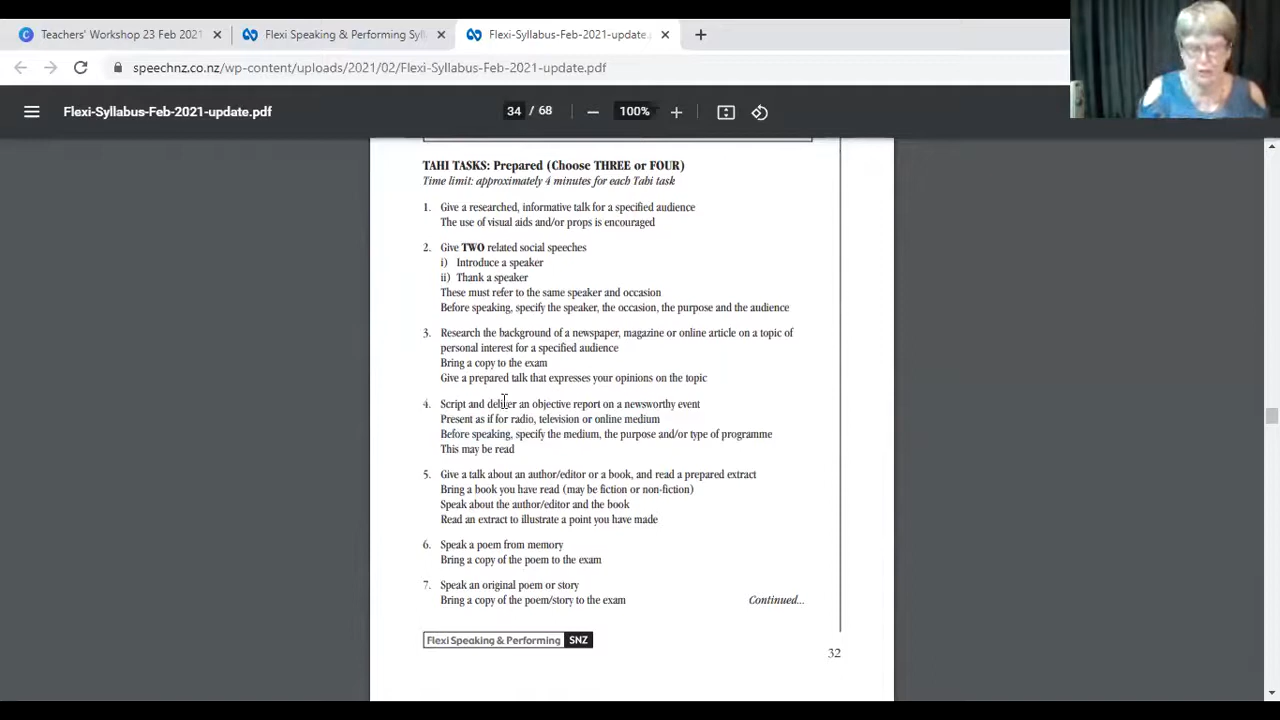 Teachers' Workshop 23 Feb 2021
Flexi Speaking & Performing Syl
Flexi-Syllabus-Feb-2021-update.
speechnz.co.nz/wp-content/uploads/2021/02/Flexi-Syllabus-Feb-2021-update.pdf
Flexi-Syllabus-Feb-2021-update.pdf
34 / 68
100%
TAHI TASKS: Prepared (Choose THREE or FOUR)
Time limit: approximately 4 minutes for each Tahi task
1. Give a researched, informative talk for a specified audience
The use of visual aids and/or props is encouraged
2. Give TWO related social speeches
i) Introduce a speaker
ii) Thank a speaker
These must refer to the same speaker and occasion
Before speaking, specify the speaker, the occasion, the purpose and the audience
3. Research the background of a newspaper, magazine or online article on a topic of
personal interest for a specified audience
Bring a copy to the exam
Give a prepared talk that expresses your opinions on the topic
4. Script and deliver an objective report on a newsworthy event
Present as if for radio, television or online medium
Before speaking, specify the medium, the purpose and/or type of programme
This may be read
5. Give a talk about an author/editor or a book, and read a prepared extract
Bring a book you have read (may be fiction or non-fiction)
Speak about the author/editor and the book
Read an extract to illustrate a point you have made
6. Speak a poem from memory
Bring a copy of the poem to the exam
7. Speak an original poem or story
Bring a copy of the poem/story to the exam
Continued...
Flexi Speaking & Performing SNZ
32